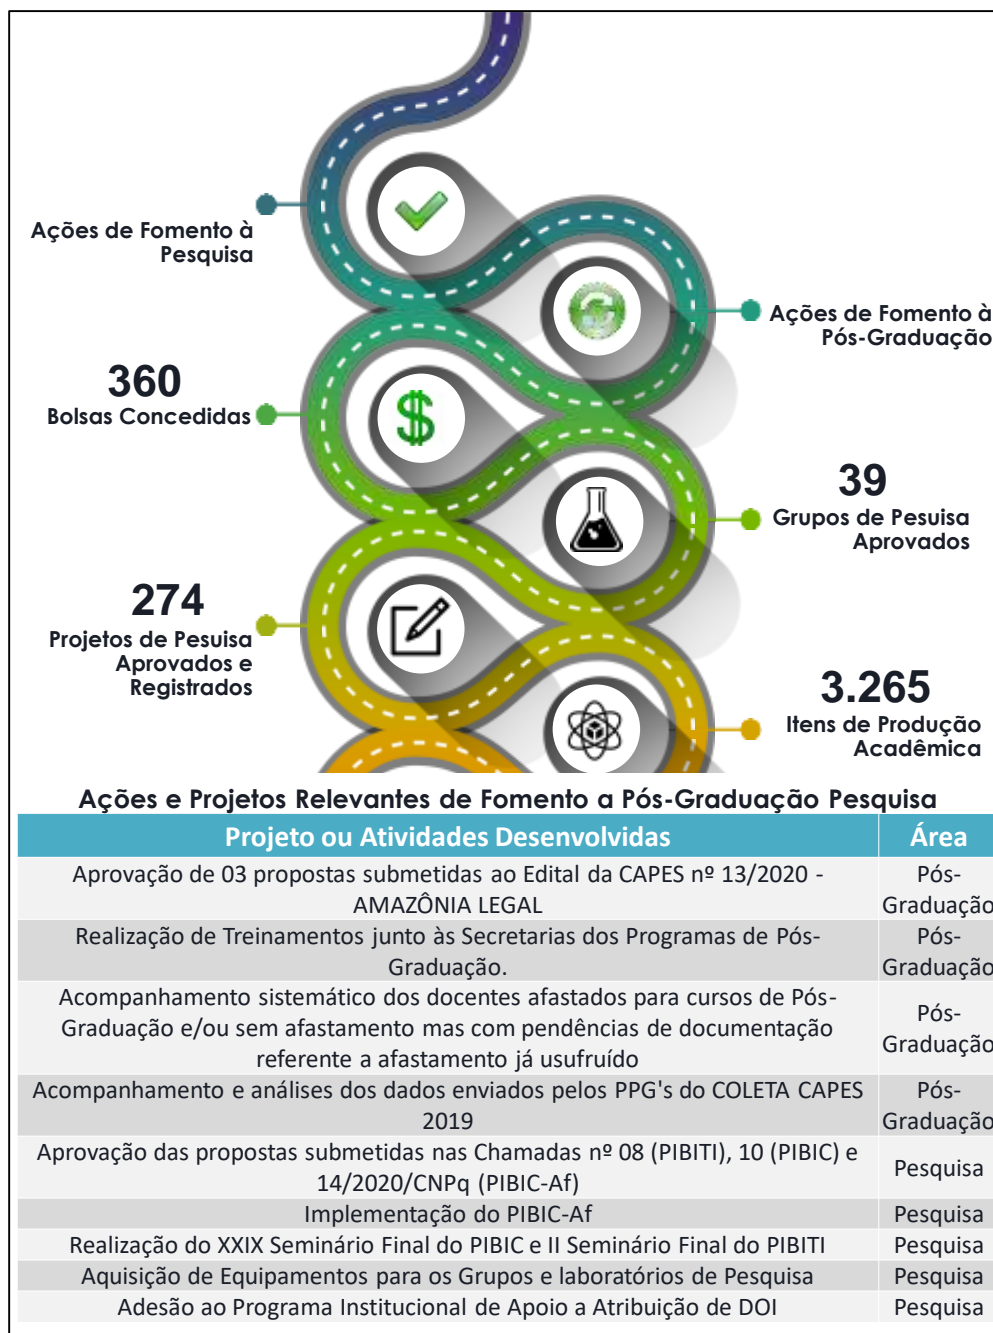 Ações de Fomento à
Pesquisa
Ações de Fomento à
Pós-Graduação
360
Bolsas Concedidas
$
39
Grupos de Pesuisa
Aprovados
274
Projetos de Pesuisa
Aprovados e
Registrados
3.265
Itens de Produção
Acadêmica
Ações e Projetos Relevantes de Fomento a Pós-Graduação Pesquisa
Projeto ou Atividades Desenvolvidas
Área
Aprovação de 03 propostas submetidas ao Edital da CAPES nº 13/2020 -
AMAZÔNIA LEGAL
Pós-
Graduação
Realização de Treinamentos junto às Secretarias dos Programas de Pós-
Graduação.
Pós-
Graduação
Acompanhamento sistemático dos docentes afastados para cursos de Pós-
Graduação e/ou sem afastamento mas com pendências de documentação
referente a afastamento já usufruído
Pós-
Graduação
Acompanhamento e análises dos dados enviados pelos PPG's do COLETA CAPES
2019
Pós-
Graduação
Aprovação das propostas submetidas nas Chamadas nº 08 (PIBITI), 10 (PIBIC) e
14/2020/CNPq (PIBIC-Af)
Pesquisa
Implementação do PIBIC-Af
Pesquisa
Realização do XXIX Seminário Final do PIBIC e II Seminário Final do PIBITI
Pesquisa
Aquisição de Equipamentos para os Grupos e laboratórios de Pesquisa
Pesquisa
Adesão ao Programa Institucional de Apoio a Atribuição de DOI
Pesquisa